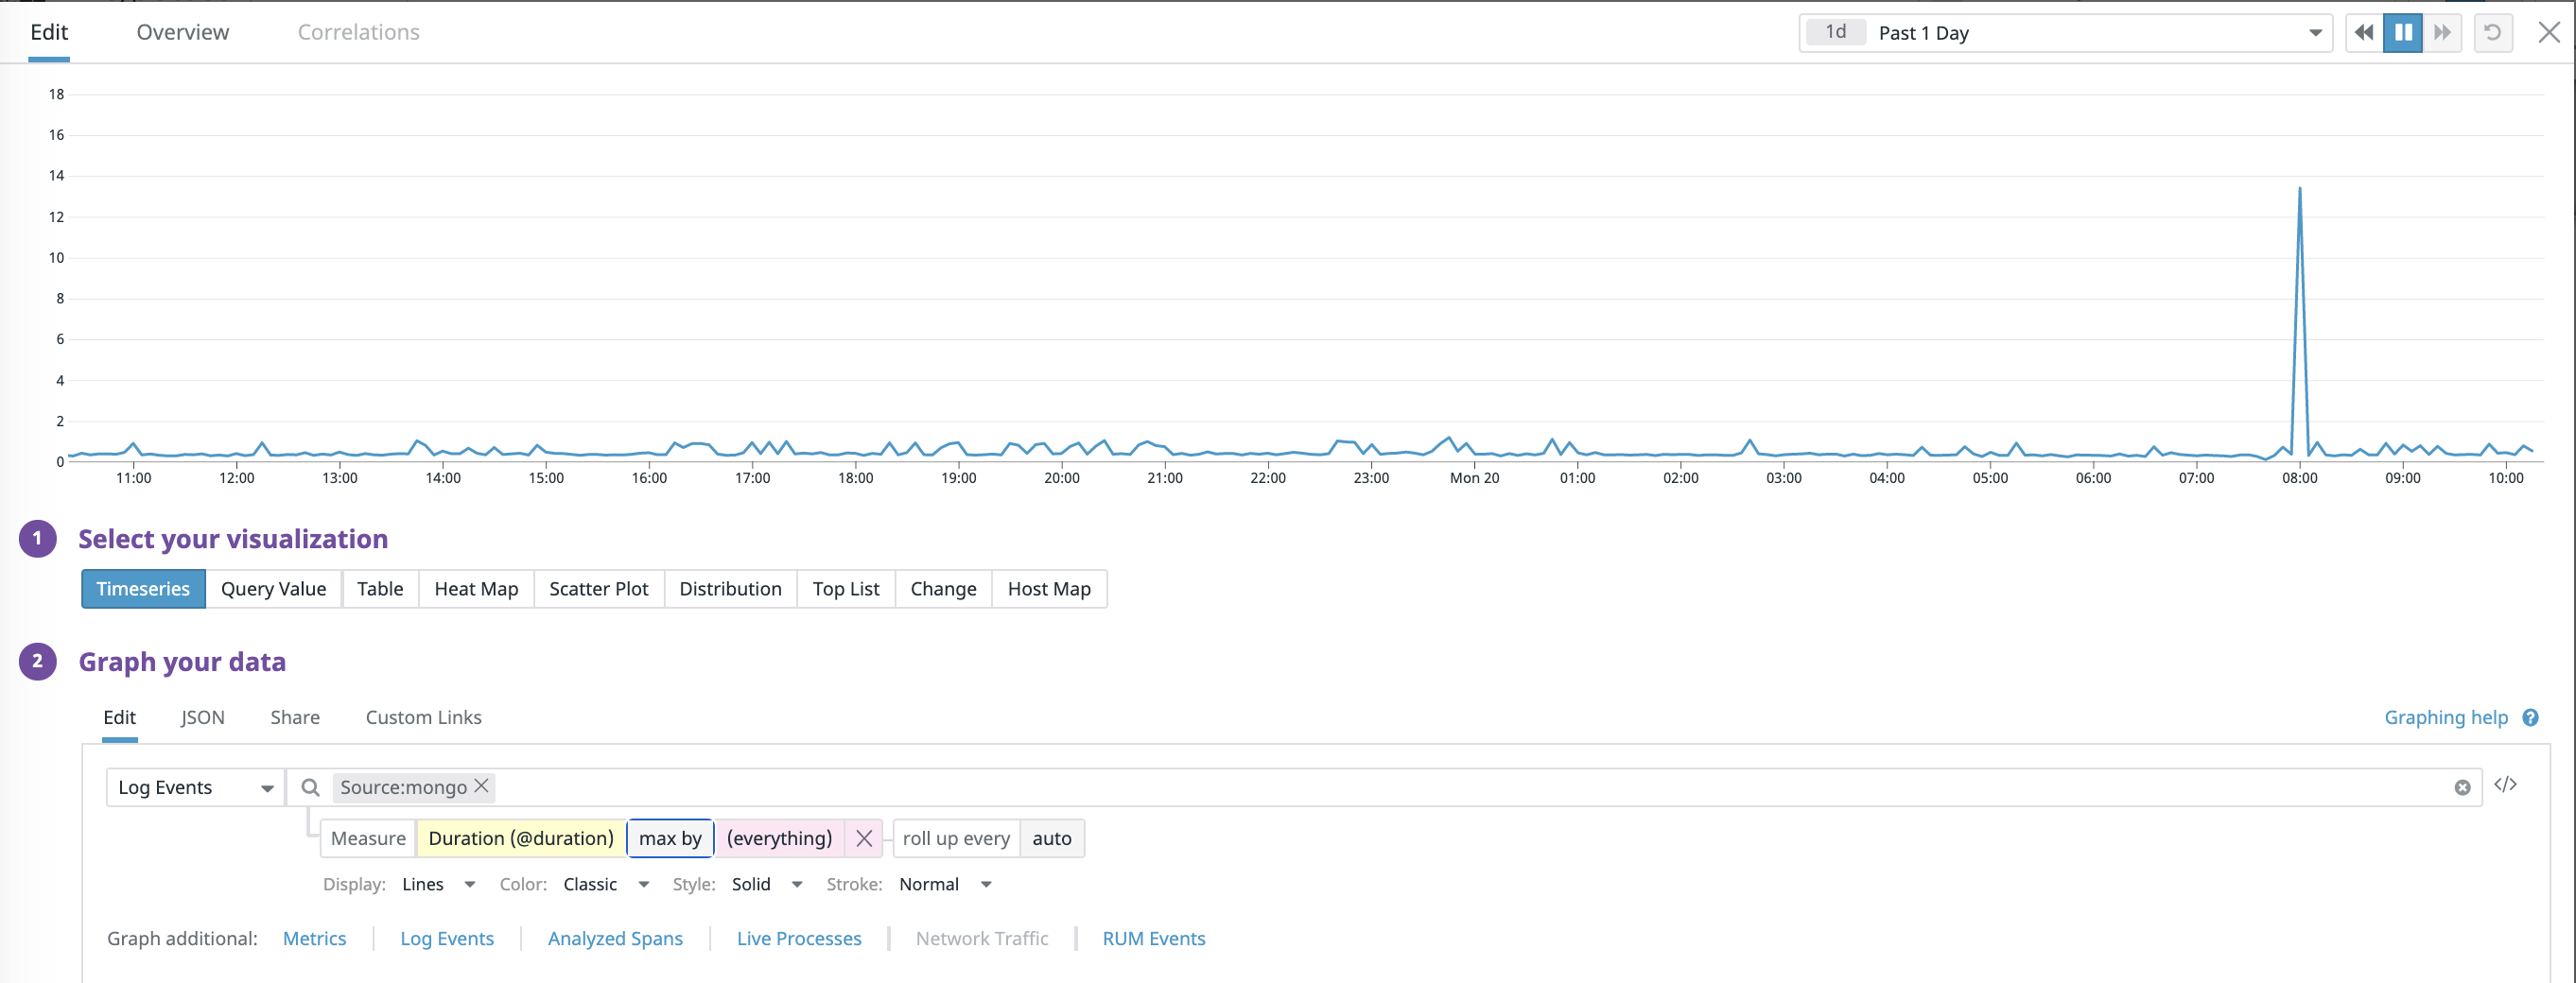 Edit Overview Correlations 1d Past 1 Day
18
16
14
12
10
8
6
4
2
0
11:00 12:00 13:00 14:00 15:00 16:00 17:00 18:00 19:00 20:00 21:00 22:00 23:00 Mon 20 01:00 02:00 03:00 04:00 05:00 06:00 07:00 08:00 09:00 10:00
1 Select your visualization
Timeseries Query Value Table Heat Map Scatter Plot Distribution Top List Change Host Map
2 Graph your data
Edit JSON Share Custom Links Graphing help ?
Log Events Source:mongo </>
Measure Duration (@duration) max by (everything) roll up every auto
Display: Lines Color: Classic Style: Solid Stroke: Normal
Graph additional: Metrics Log Events Analyzed Spans Live Processes Network Traffic RUM Events